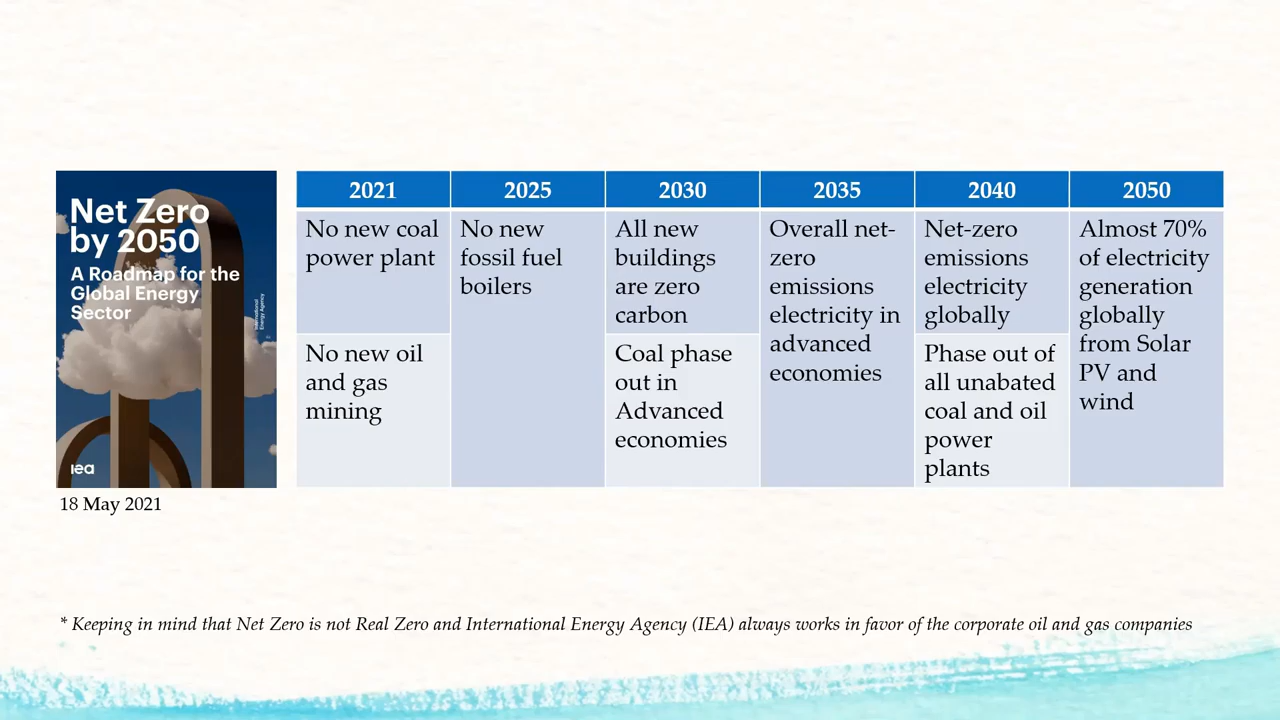 Net Zero
by 2050
A Roadmap for the
Global Energy
Sector
International
Energy Agency
iea
18 May 2021
2021
2025
2030
2035
2040
2050
No new coal
power plant
No new oil
and gas
mining
No new
fossil fuel
boilers
All new
buildings
are zero
carbon
Coal phase
out in
Advanced
economies
Overall net-
zero
emissions
electricity in
advanced
economies
Net-zero
emissions
electricity
globally
Phase out of
all unabated
coal and oil
power
plants
Almost 70%
of electricity
generation
globally
from Solar
PV and
wind
* Keeping in mind that Net Zero is not Real Zero and International Energy Agency (IEA) always works in favor of the corporate oil and gas companies